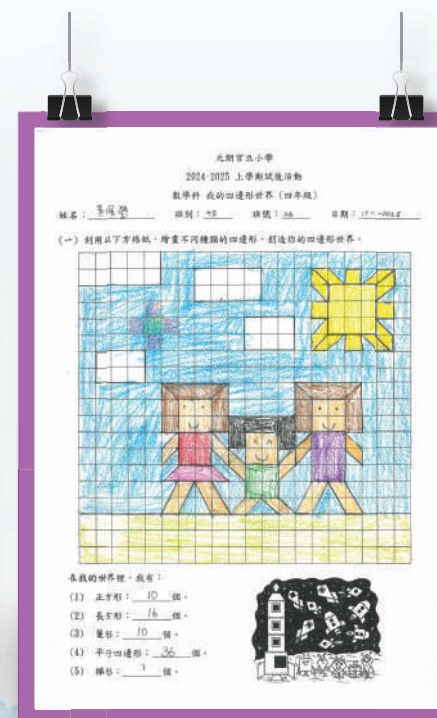 元朗官立小學
2024-2025 上學期試後活動
數學科 我的四邊形世界 (四年級)
姓名： 班別：4B 班號： 日期：
(一) 利用以下方格紙，繪畫不同種類的四邊形，創造你的四邊形世界。
在我的世界裡，我有：
(1) 正方形：10 個。
(2) 長方形：16 個。
(3) 菱形：10 個。
(4) 平行四邊形：36 個。
(5) 梯形： 個。